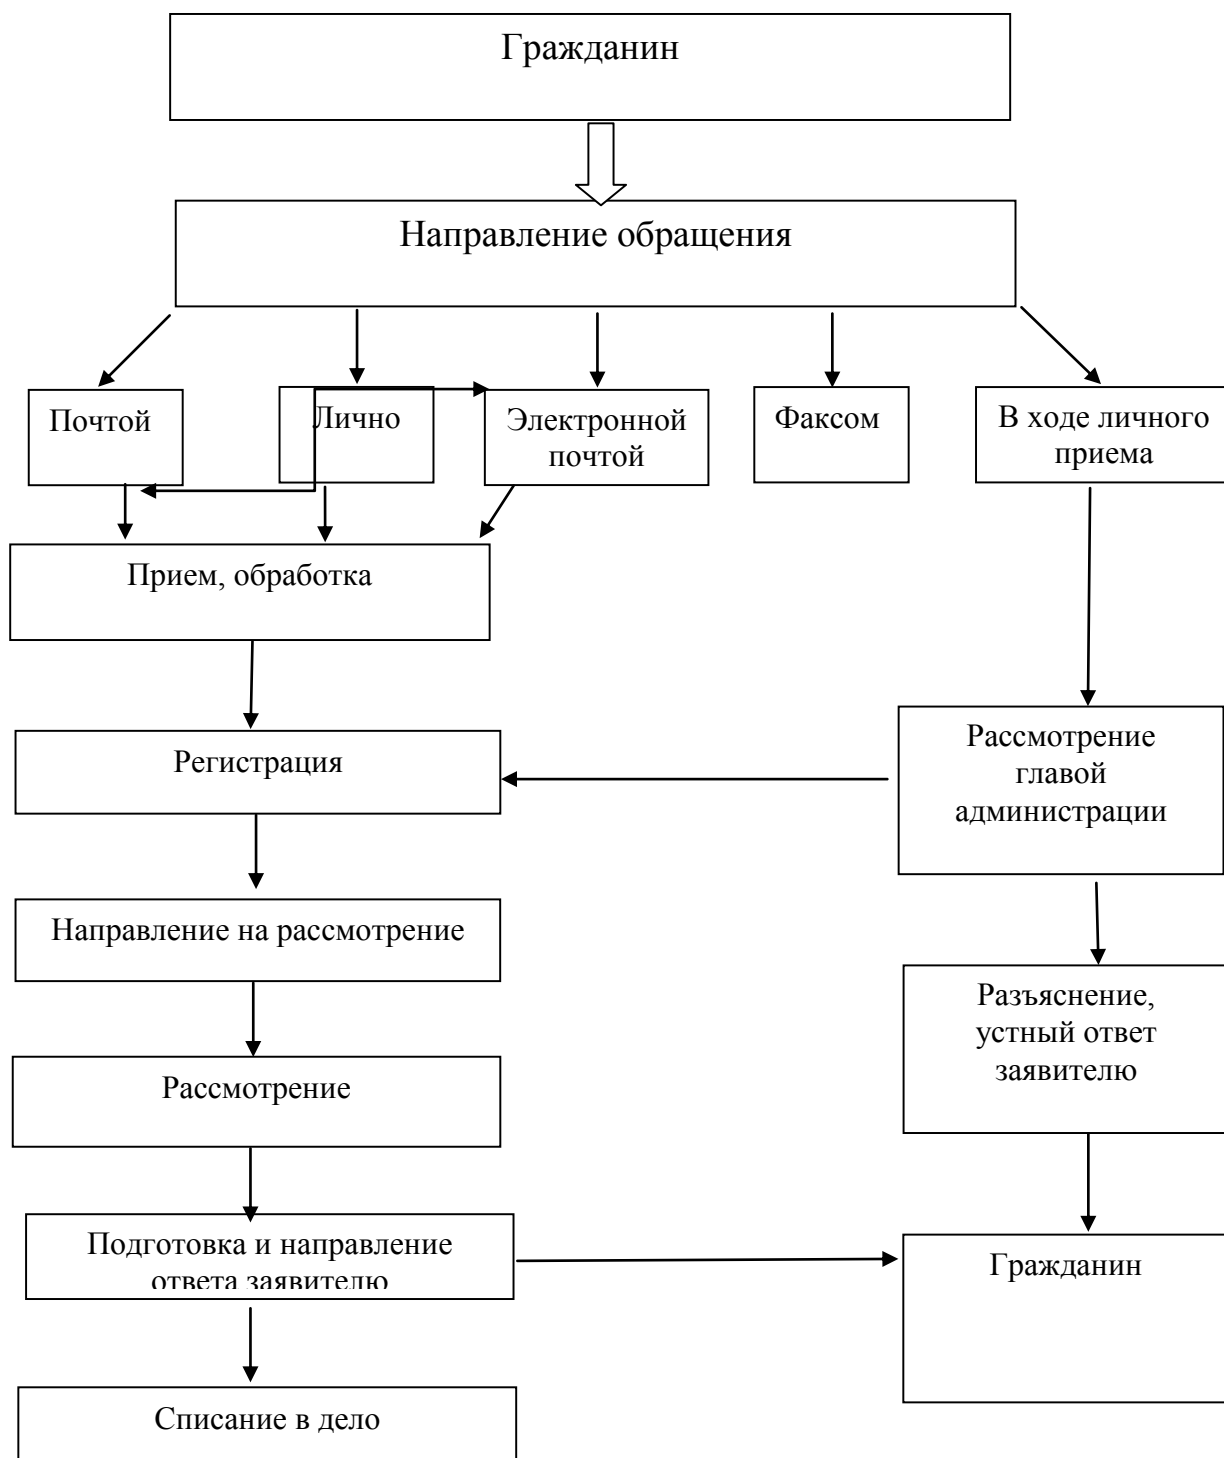 Гражданин
Направление обращения
Почтой
Лично
Электронной
почтой
Факсом
В ходе личного
приема
Прием, обработка
Регистрация
Рассмотрение
главой
администрации
Направление на рассмотрение
Разъяснение,
устный ответ
заявителю
Рассмотрение
Подготовка и направление
ответа заявителю
Гражданин
Списание в дело